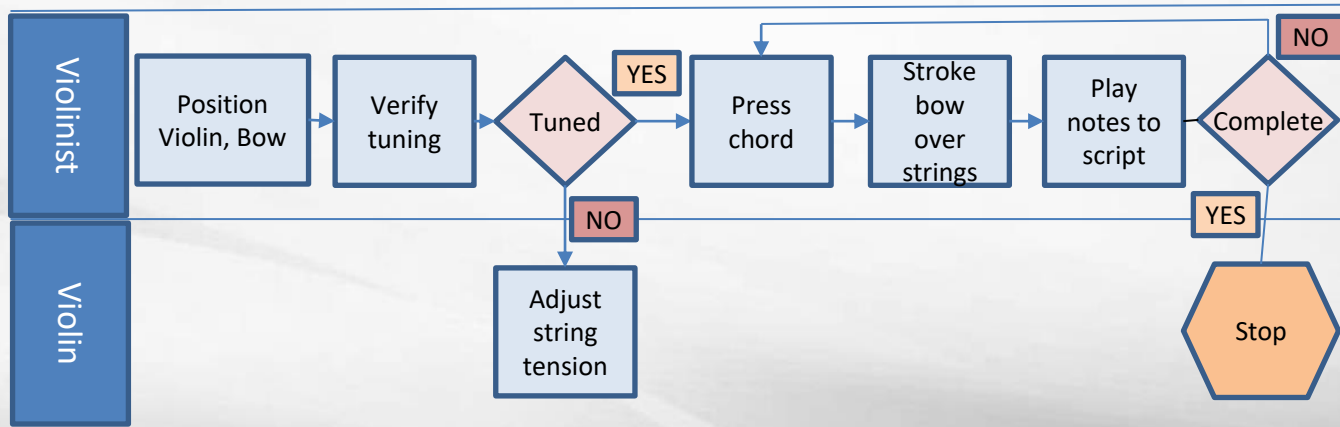 Violinist
Position
Violin, Bow
Verify
tuning
Tuned
YES
NO
Press
chord
Stroke
bow
over
strings
Play
notes to
script
Complete
NO
YES
Violin
Adjust
string
tension
Stop